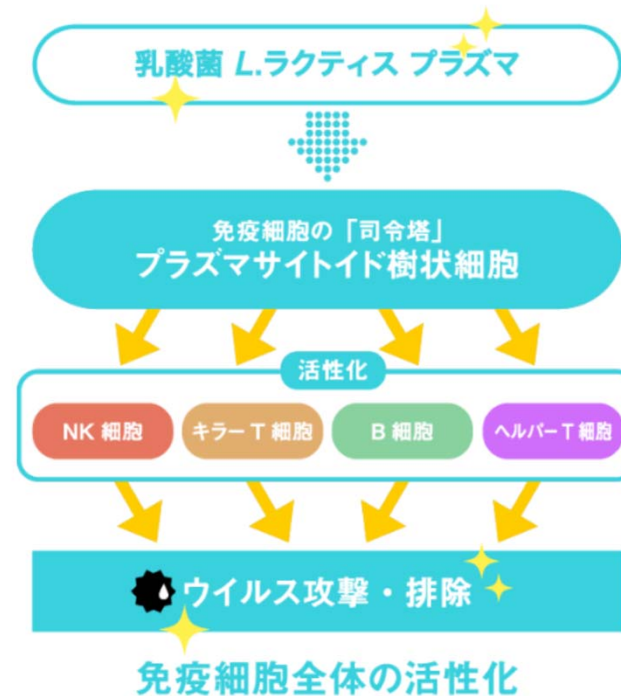 乳酸菌 L.ラクティス プラズマ
免疫細胞の「司令塔」
プラズマサイトイド樹状細胞
活性化
NK 細胞 キラー T 細胞 B 細胞 ヘルパー T 細胞
ウイルス攻撃・排除
免疫細胞全体の活性化